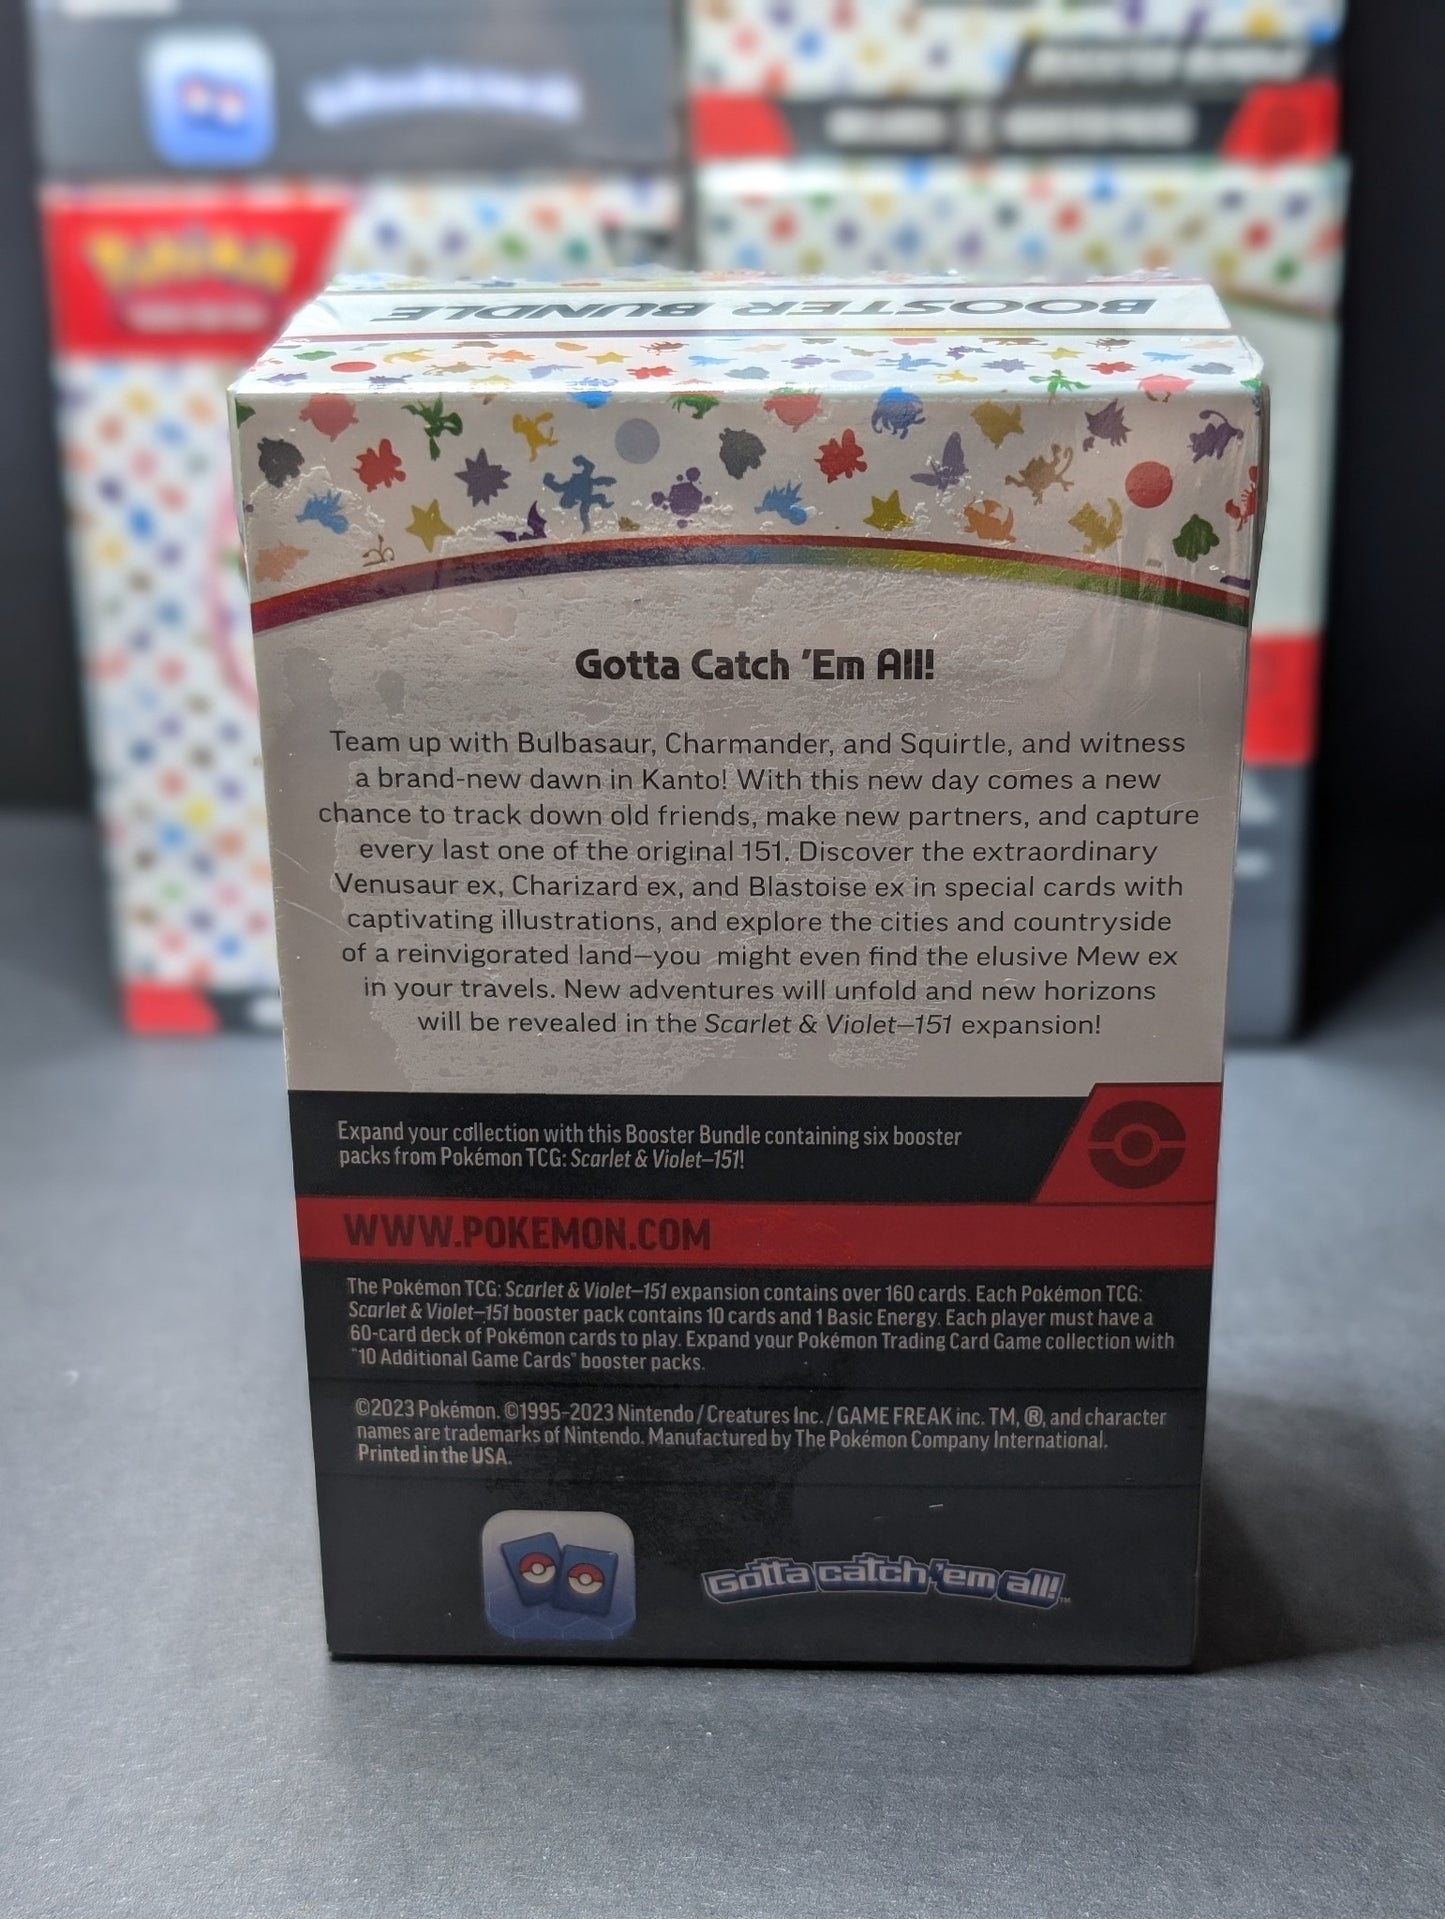 Pokémon
BOOSTER BUNDLE
Gotta Catch 'Em All!
Team up with Bulbasaur, Charmander, and Squirtle, and witness
a brand-new dawn in Kanto! With this new day comes a new
chance to track down old friends, make new partners, and capture
every last one of the original 151. Discover the extraordinary
Venusaur ex, Charizard ex, and Blastoise ex in special cards with
captivating illustrations, and explore the cities and countryside
of a reinvigorated land—you might even find the elusive Mew ex
in your travels. New adventures will unfold and new horizons
will be revealed in the Scarlet & Violet—151 expansion!
Expand your collection with this Booster Bundle containing six booster
packs from Pokémon TCG: Scarlet & Violet—151!
WWW.POKEMON.COM
The Pokémon TCG: Scarlet & Violet—151 expansion contains over 160 cards. Each Pokémon TCG:
Scarlet & Violet—151 booster pack contains 10 cards and 1 Basic Energy. Each player must have a
60-card deck of Pokémon cards to play. Expand your Pokémon Trading Card Game collection with
"10 Additional Game Cards" booster packs.
©2023 Pokémon. ©1995–2023 Nintendo / Creatures Inc. / GAME FREAK inc. TM, ®, and character
names are trademarks of Nintendo. Manufactured by The Pokémon Company International.
Printed in the USA.
Gotta catch 'em all!™